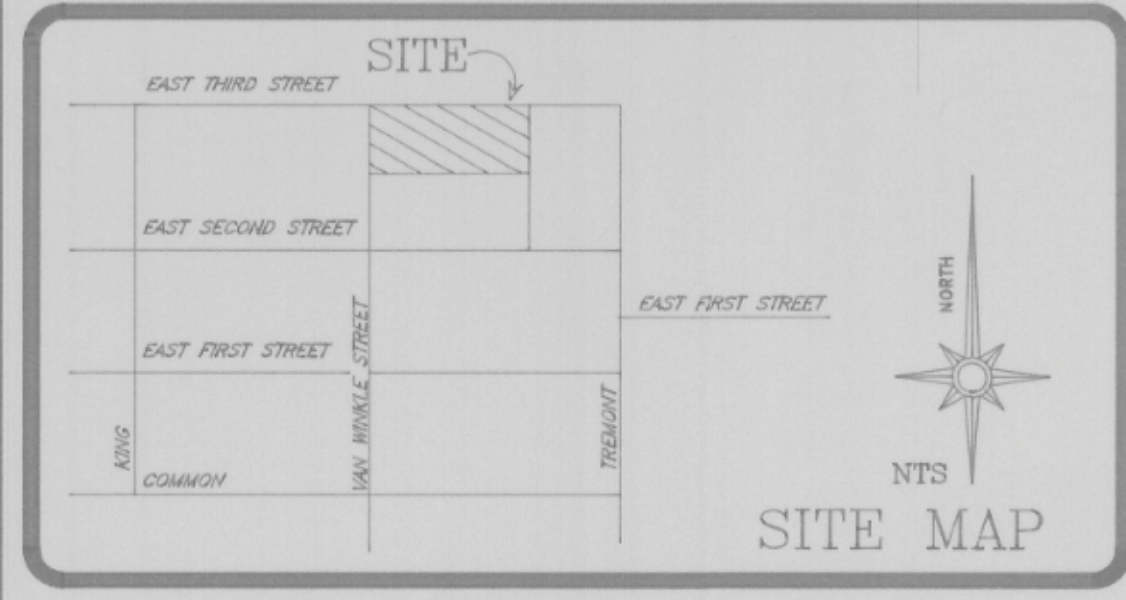 SITE
EAST THIRD STREET
EAST SECOND STREET
NORTH
EAST FIRST STREET
VAN WINKLE STREET
EAST FIRST STREET
TREMONT
KING
COMMON
NTS
SITE MAP